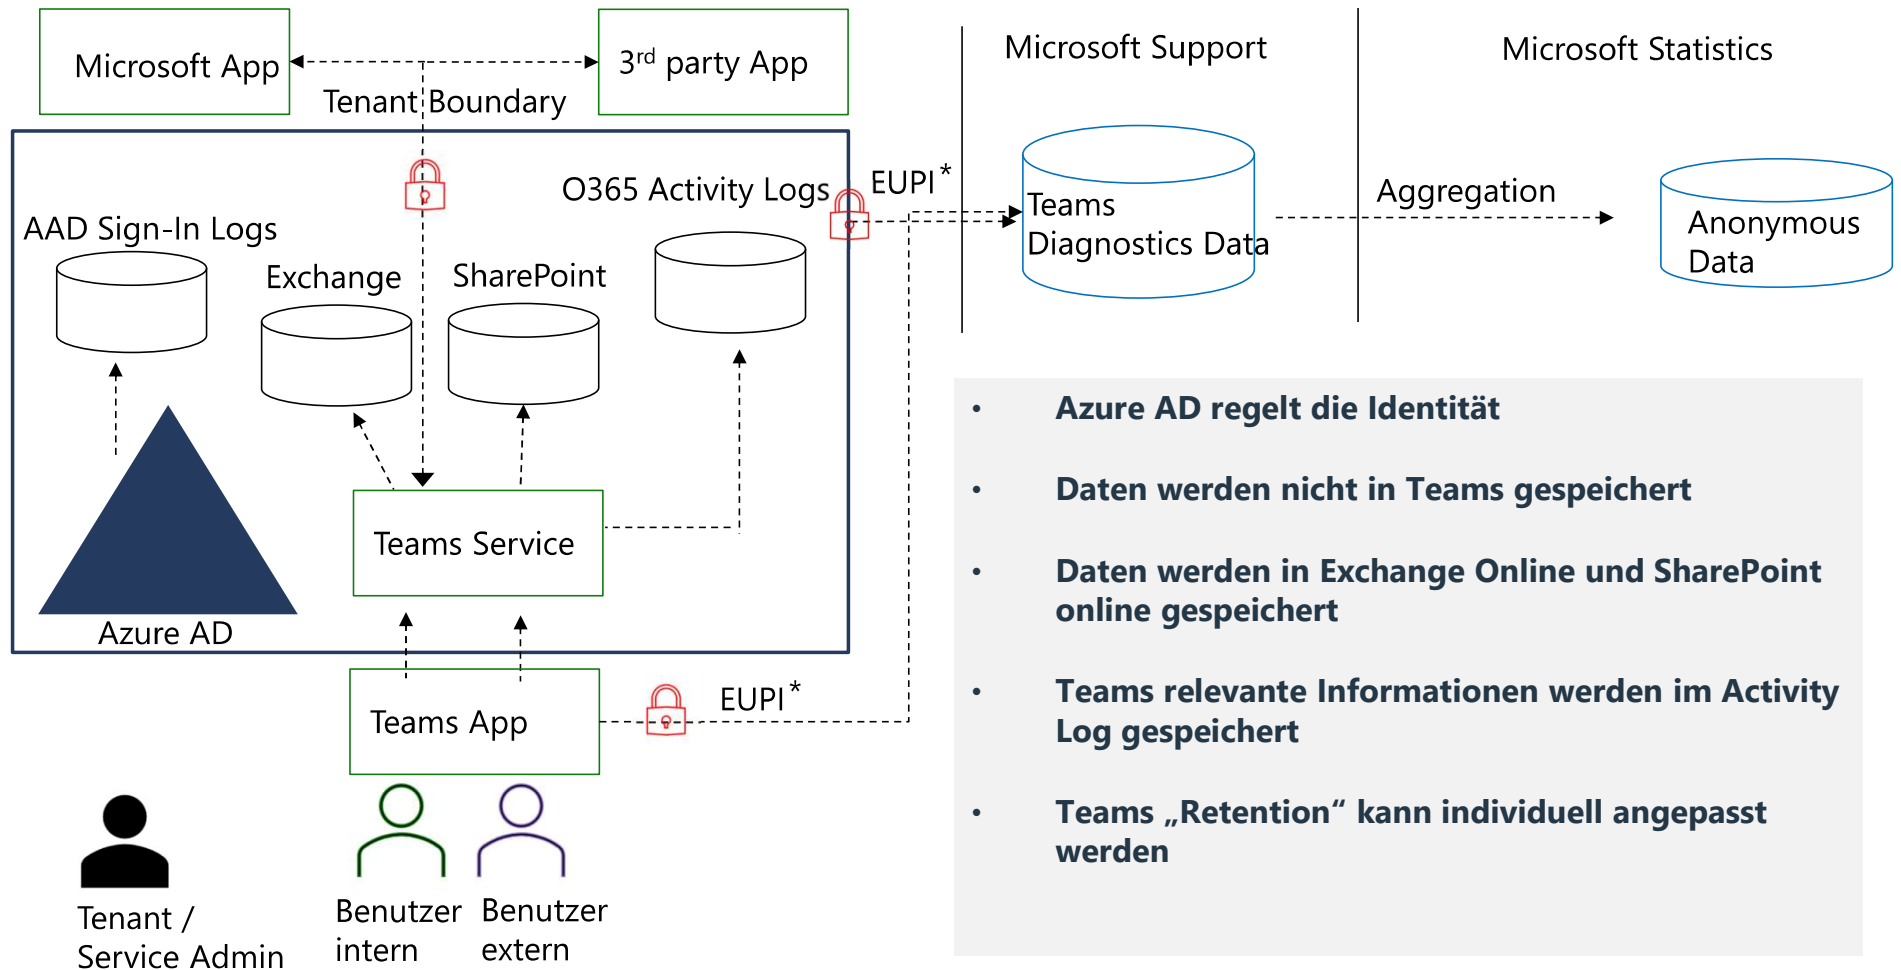 Microsoft App
3rd party App
Tenant Boundary
Microsoft Support
Microsoft Statistics
O365 Activity Logs
EUPI*
AAD Sign-In Logs
Exchange
SharePoint
Teams
Diagnostics Data
Aggregation
Anonymous
Data
Teams Service
Azure AD
Teams App
EUPI*
Tenant /
Service Admin
Benutzer
intern
Benutzer
extern
• Azure AD regelt die Identität
• Daten werden nicht in Teams gespeichert
• Daten werden in Exchange Online und SharePoint
online gespeichert
• Teams relevante Informationen werden im Activity
Log gespeichert
• Teams „Retention“ kann individuell angepasst
werden